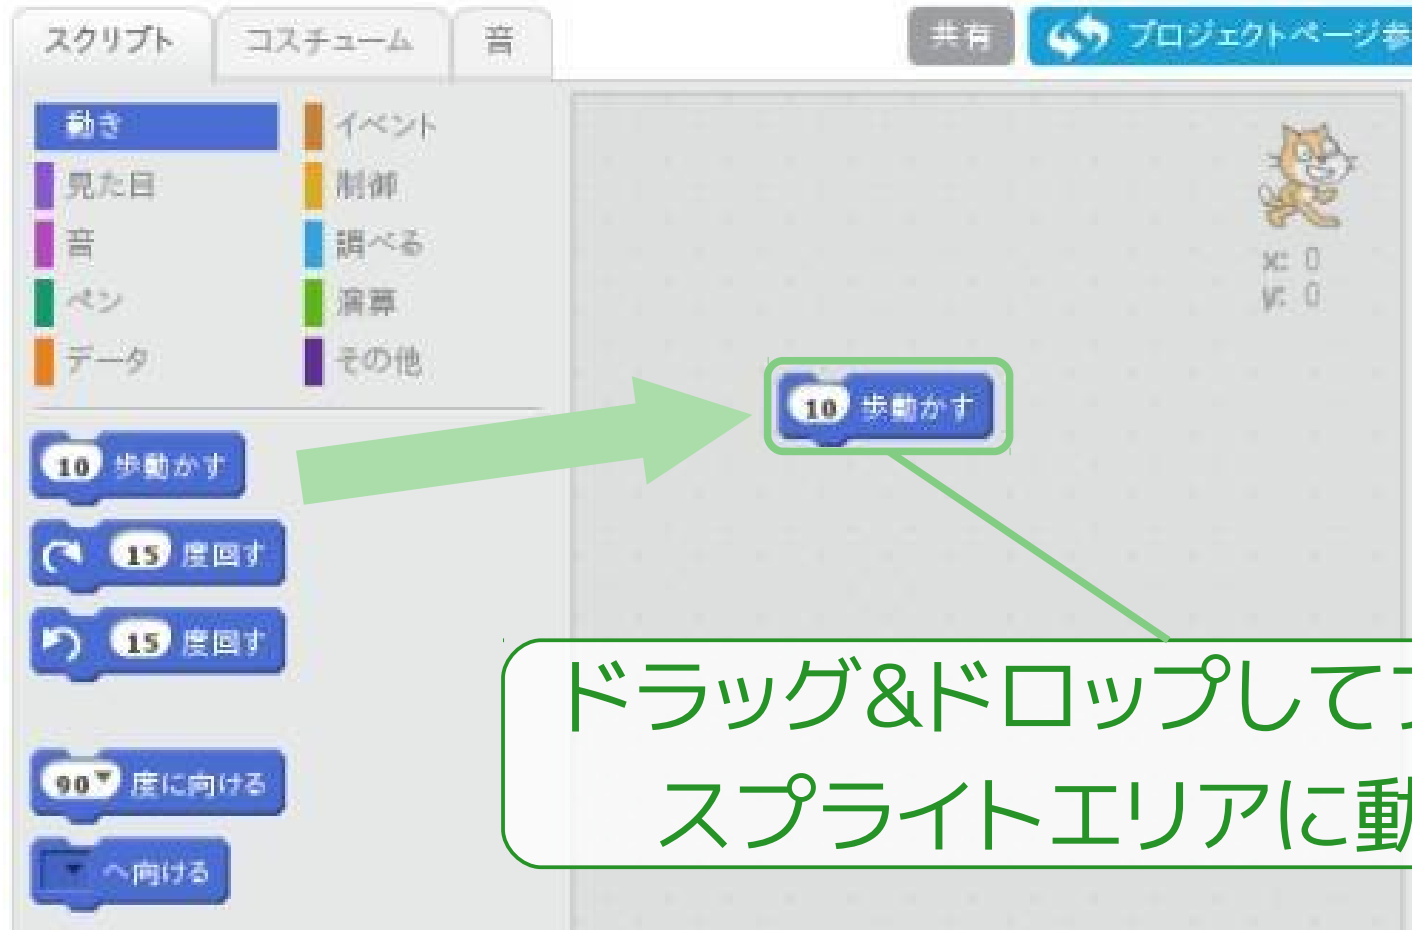 スクリプト コスチューム 音
共有 プロジェクトページ参
動き イベント
見た目 制御
音 調べる
ペン 演算
データ その他
x: 0
y: 0
10 歩動かす
10 歩動かす
15 度回す
15 度回す
ドラッグ&ドロップして
スプライトエリアに動
90 度に向ける
へ向ける